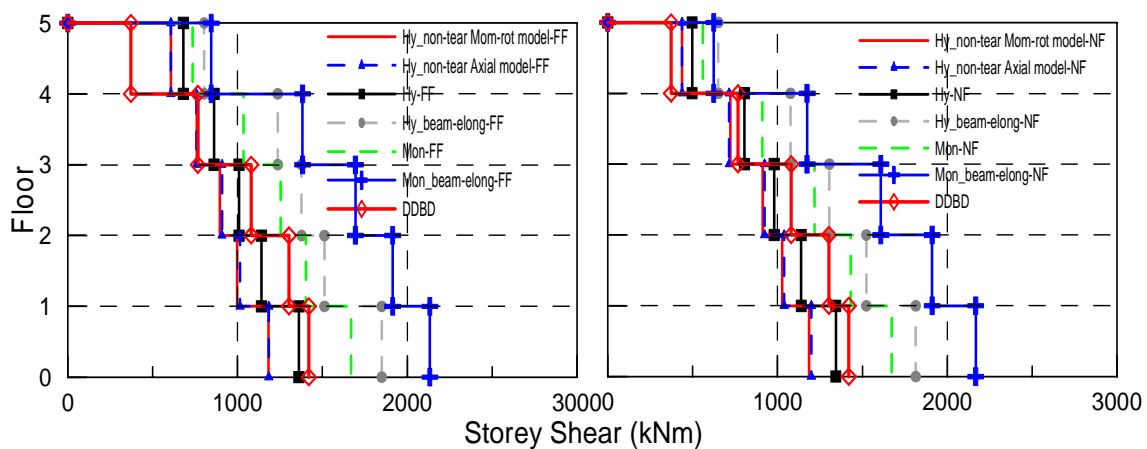 5
4
3
2
1
0
Floor
Hy_non-tear Mom-rot model-FF
Hy_non-tear Axial model-FF
Hy-FF
Hy_beam-elong-FF
Mon-FF
Mon_beam-elong-FF
DDBD
0
1000
2000
30000
Hy_non-tear Mom-rot model-NF
Hy_non-tear Axial model-NF
Hy-NF
Hy_beam-elong-NF
Mon-NF
Mon_beam-elong-NF
DDBD
1000
2000
3000
Storey Shear (kNm)